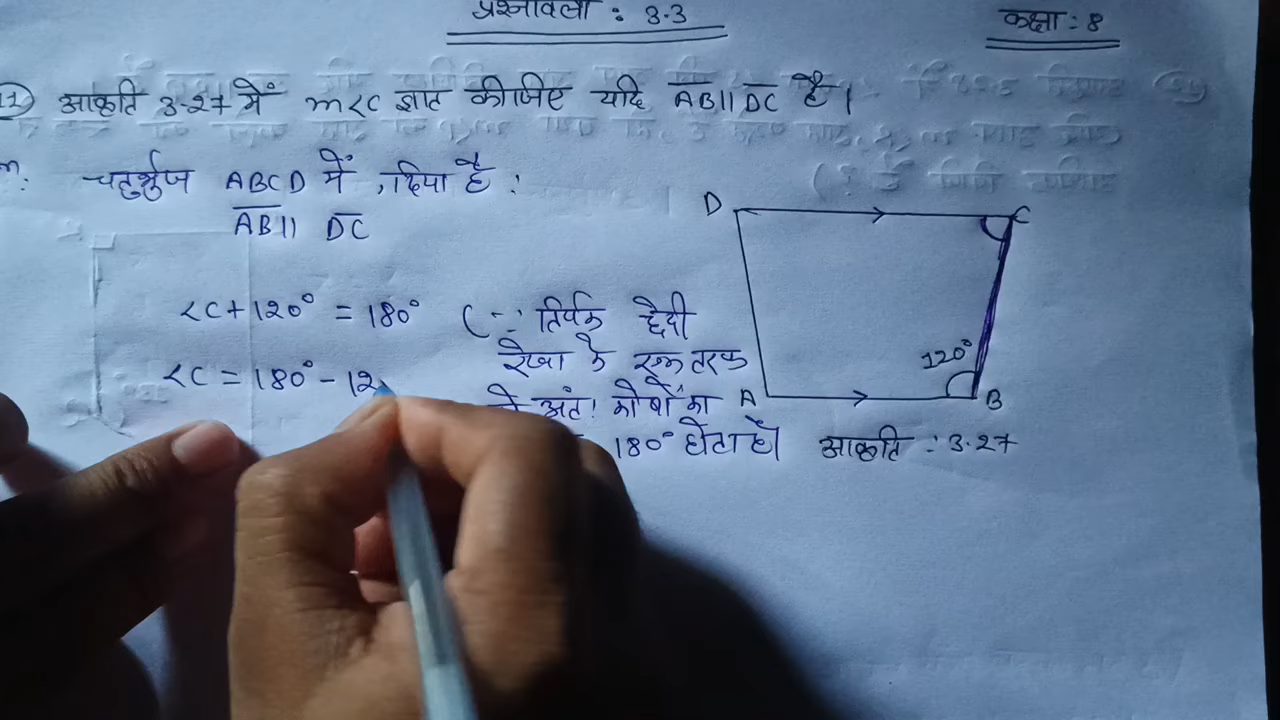 प्रश्नावली : 3.3
कक्षा : 8
11 आकृति 3.27 में m<C ज्ञात कीजिए यदि AB || DC है।
चतुर्भुज ABCD में , दिया है :
AB || DC
<C + 120° = 180° ( ∵ तिर्यक छेदी
रेखा के एक तरफ
<C = 180° - 12
के अंतः कोणों का
180° होता है।
D
C
120°
A
B
आकृति : 3.27